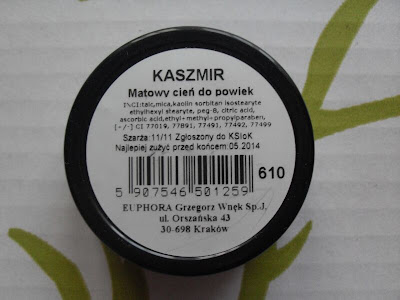 KASZMIR
Matowy cień do powiek
INCI:talc,mica,kaolin sorbitan isostearyte
ethylhexyl stearyte, peg-8, citric acid,
ascorbic acid,ethyl+methyl+propylparaben,
[-/-] CI 77019, 77891, 77491, 77492, 77499
Szarża:11/11 Zgłoszony do KSIoK
Najlepiej zużyć przed końcem:05 2014
610
5 907546 501259
EUPHORA Grzegorz Wnęk Sp.J.
ul. Orszańska 43
30-698 Kraków